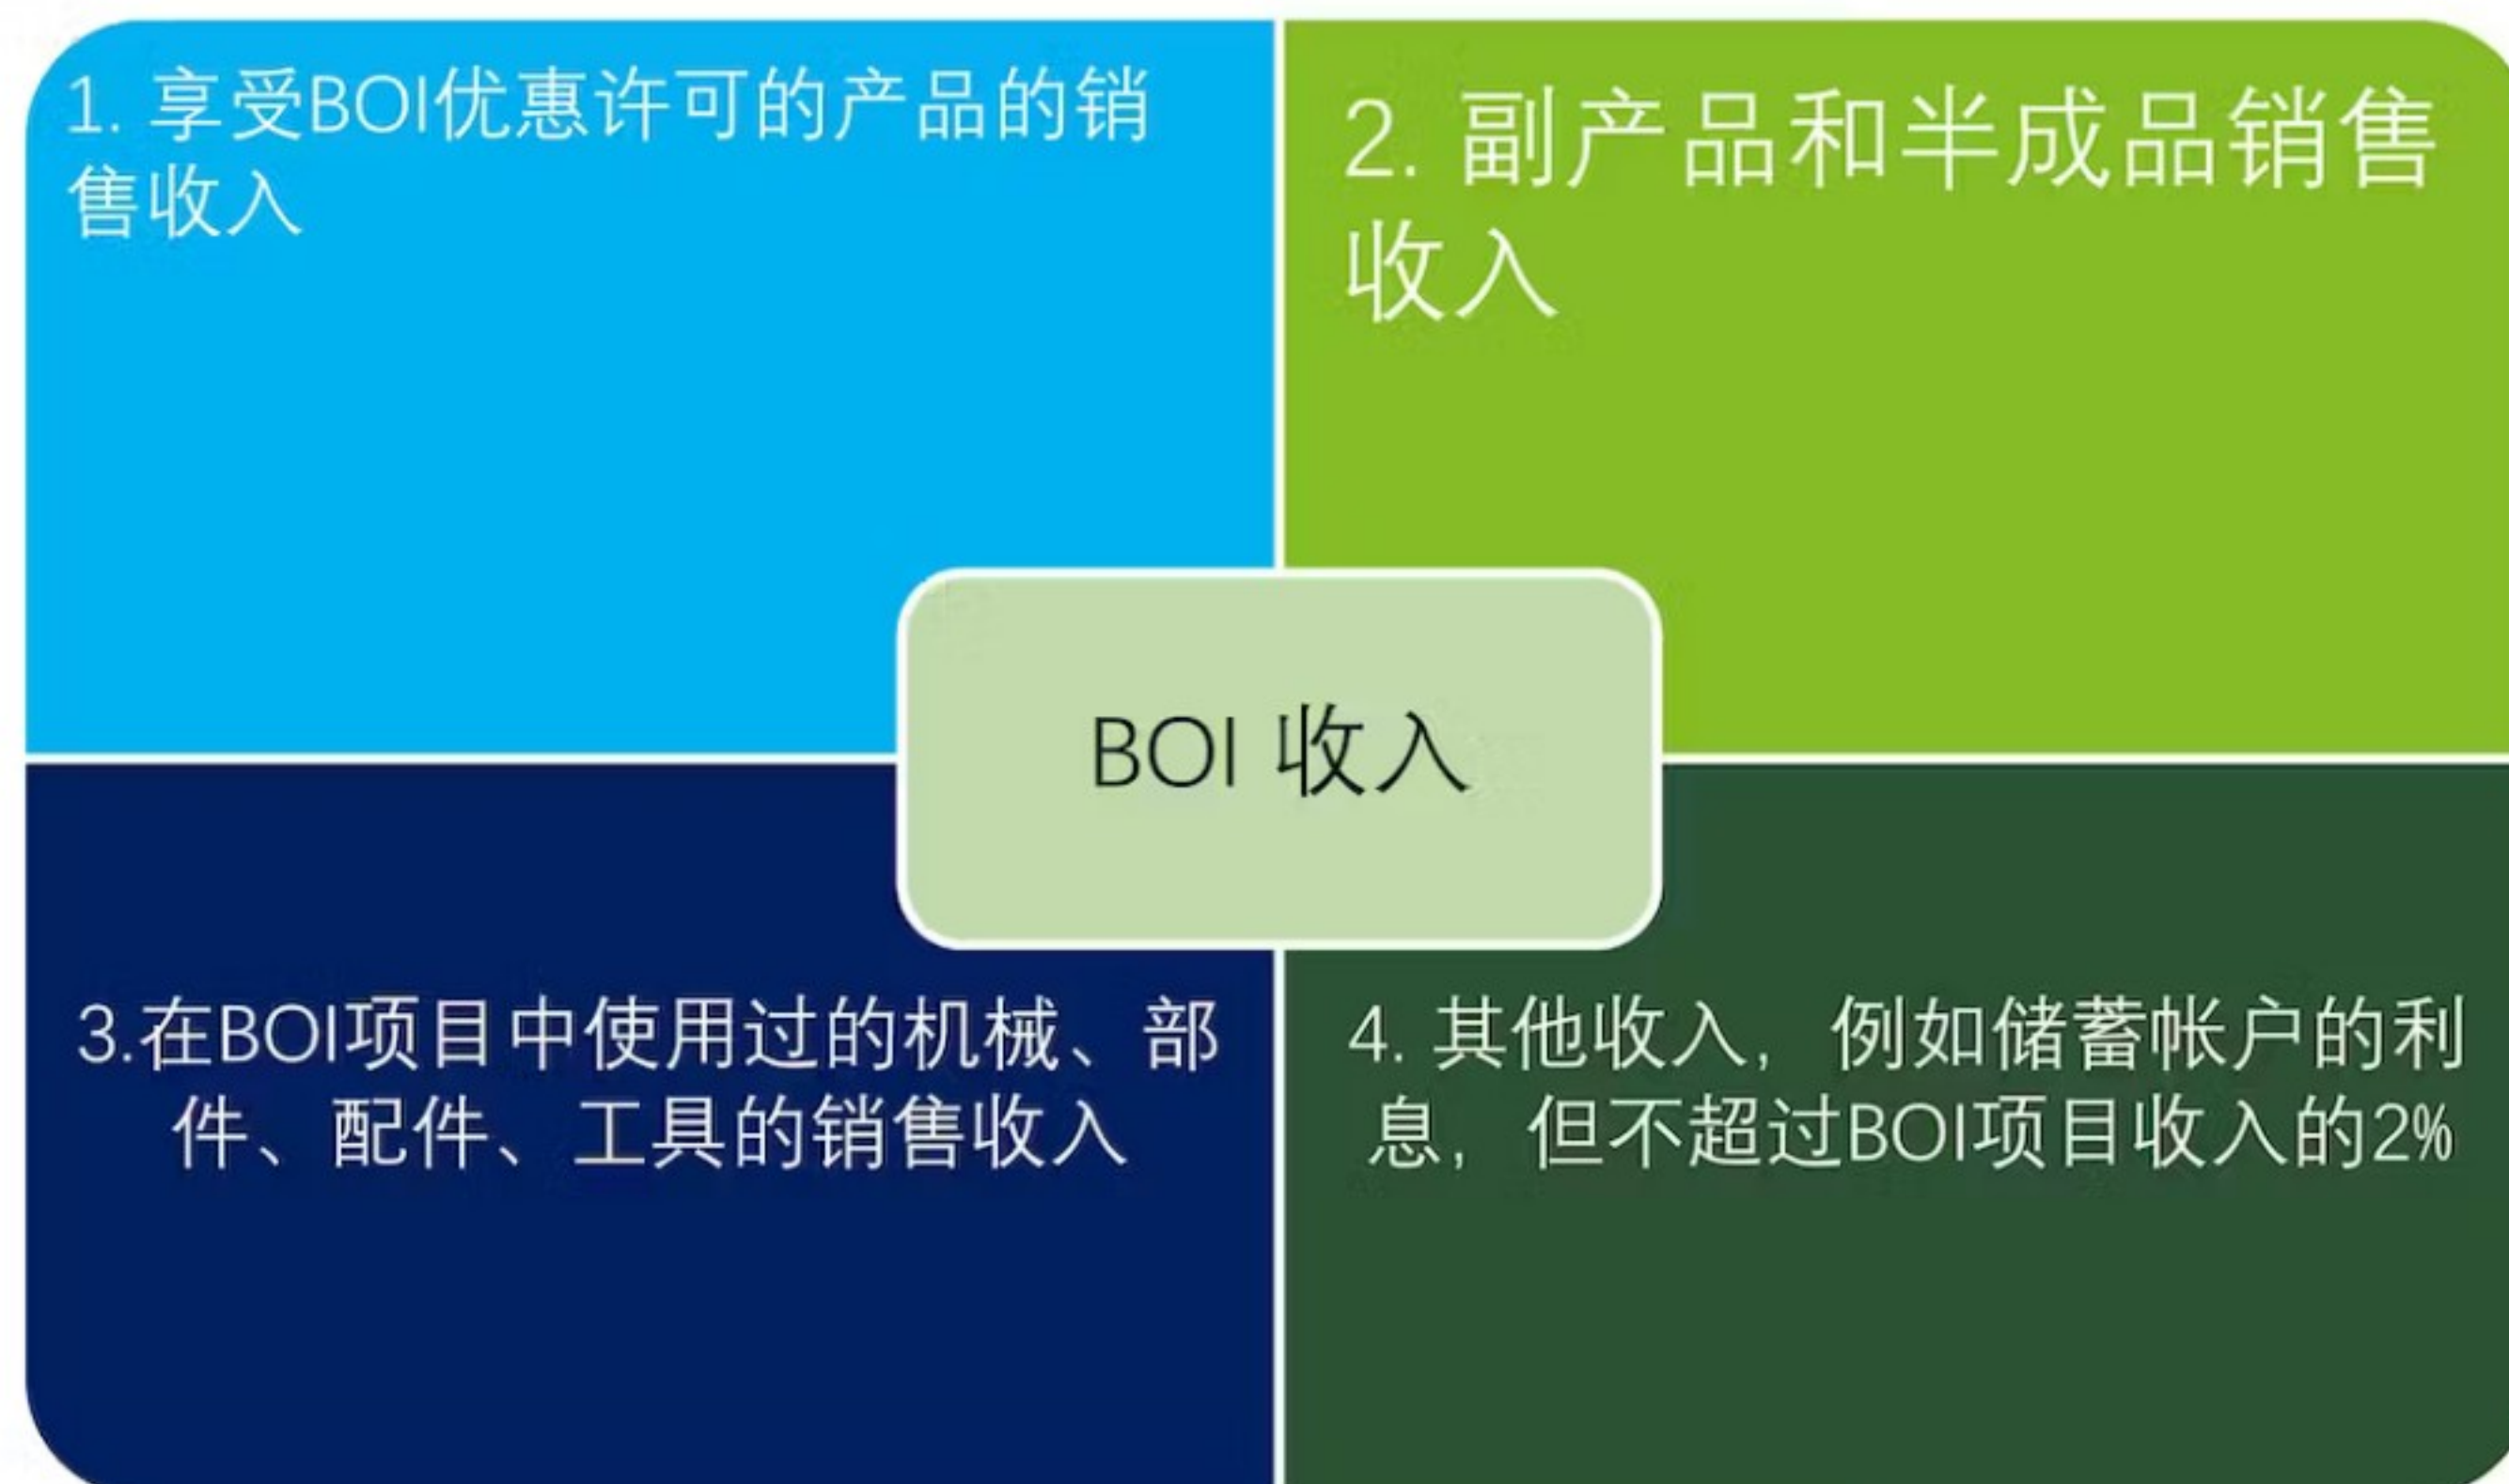 1. 享受BOI优惠许可的产品的销
售收入
2. 副产品和半成品销售
收入
BOI 收入
3.在BOI项目中使用过的机械、部
件、配件、工具的销售收入
4. 其他收入，例如储蓄帐户的利
息，但不超过BOI项目收入的2%